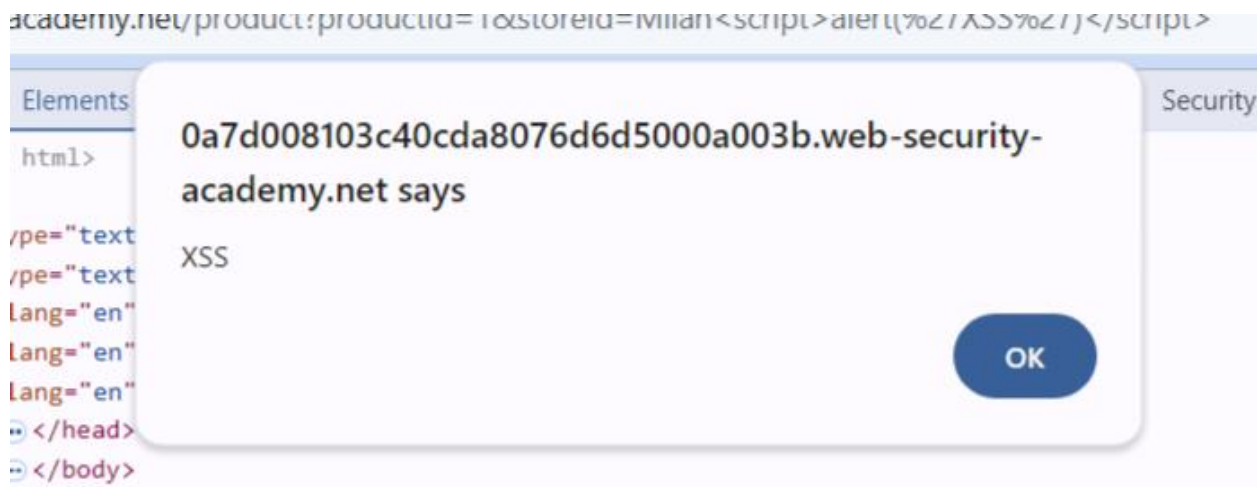 academy.net/product?productId=1&storeId=Milan<script>alert(%27XSS%27)</script>
Elements
Security
0a7d008103c40cda8076d6d5000a003b.web-security-
academy.net says
html>
ype="text
XSS
ype="text
lang="en"
lang="en"
OK
lang="en"
</head>
</body>